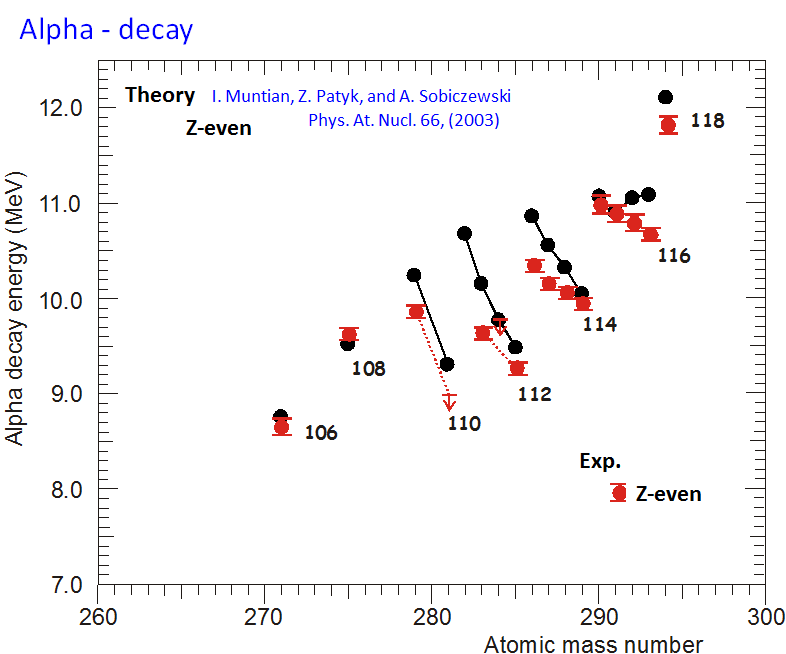 Alpha - decay
Theory I. Muntian, Z. Patyk, and A. Sobiczewski
Phys. At. Nucl. 66, (2003)
Z-even
12.0
11.0
10.0
9.0
8.0
7.0
Alpha decay energy (MeV)
118
116
114
108
112
110
106
Exp.
Z-even
260
270
280
290
300
Atomic mass number